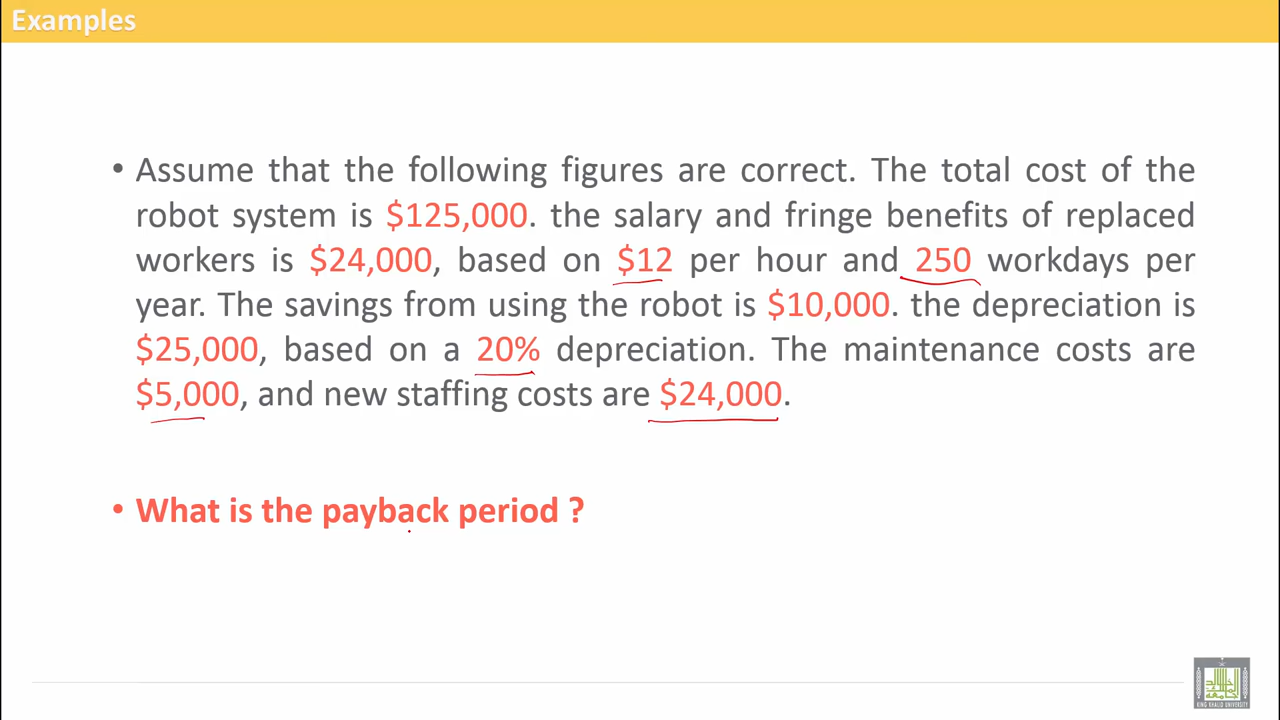 Examples
• Assume that the following figures are correct. The total cost of the
robot system is $125,000. the salary and fringe benefits of replaced
workers is $24,000, based on $12 per hour and 250 workdays per
year. The savings from using the robot is $10,000. the depreciation is
$25,000, based on a 20% depreciation. The maintenance costs are
$5,000, and new staffing costs are $24,000.
• What is the payback period ?
KING KHALID UNIVERSITY